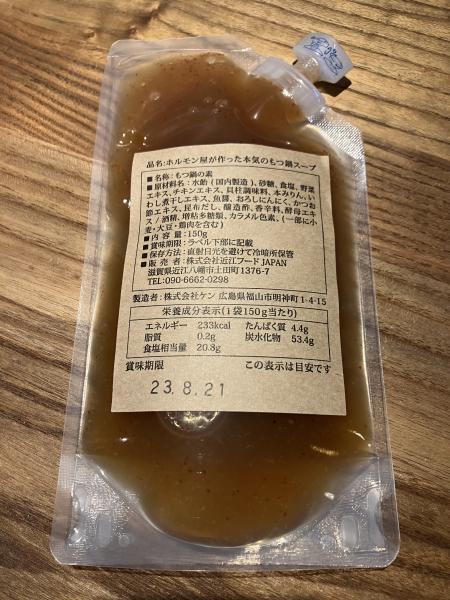 品名:ホルモン屋が作った本気のもつ鍋スープ
■名称:もつ鍋の素
■原材料名:水飴(国内製造)、砂糖、食塩、野菜
エキス、チキンエキス、貝柱調味料、本みりん、い
わし煮干しエキス、魚醤、おろしにんにく、かつお
節エキス、昆布だし、醸造酢、香辛料、酵母エキス
/酒精、増粘多糖類、カラメル色素、(一部に小
麦・大豆・鶏肉を含む)
■内容量:150g
■賞味期限:ラベル下部に記載
■保存方法:直射日光を避けて冷暗所保管
■販売者:株式会社近江フードJAPAN
滋賀県近江八幡市土田町1376-7
TEL:090-6662-0298
製造者:株式会社ケン 広島県福山市明神町1-4-15
栄養成分表示(1袋150g当たり)
エネルギー 233kcal たんぱく質 4.4g
脂質 0.2g 炭水化物 53.4g
食塩相当量 20.8g
賞味期限 この表示は目安です
23.8.21